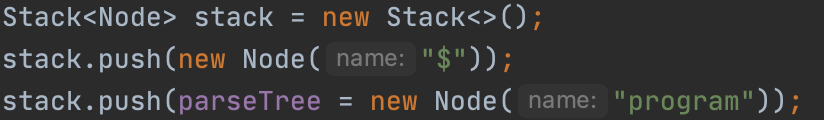 Stack<Node> stack = new Stack<>();
stack.push(new Node( name: "$"));
stack.push(parseTree = new Node( name: "program"));